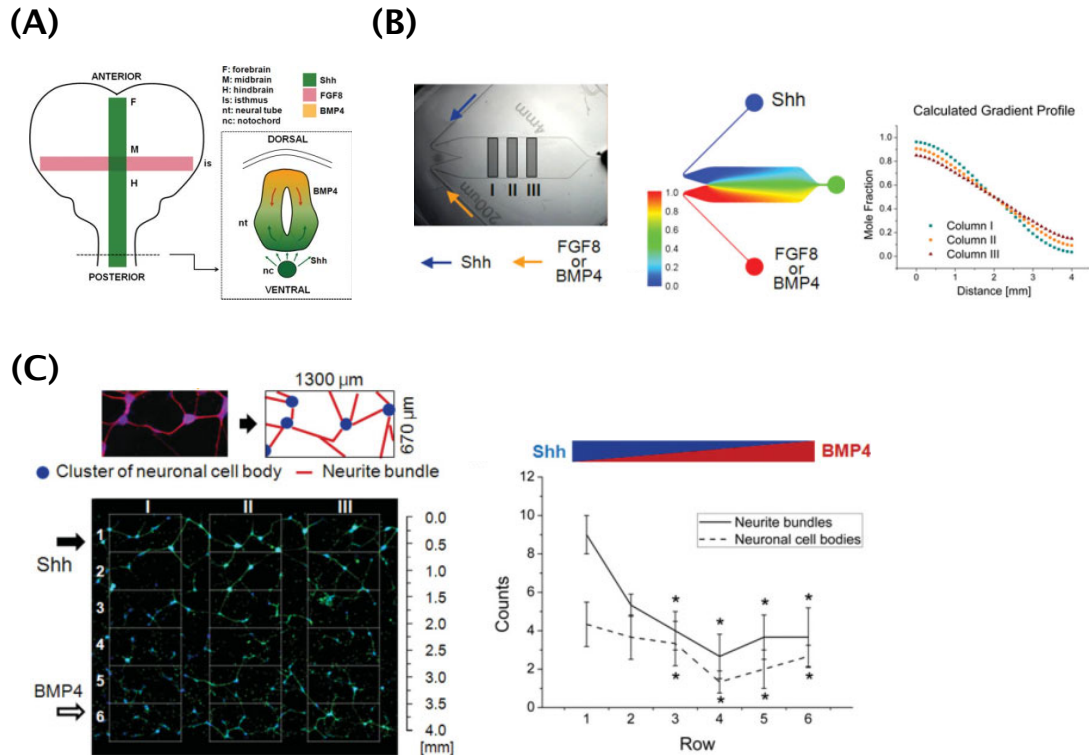 (A)
ANTERIOR
F
M
is
H
POSTERIOR
F: forebrain
M: midbrain
H: hindbrain
Is: isthmus
nt: neural tube
nc: notochord
Shh
FGF8
BMP4
DORSAL
BMP4
nt
Shh
nc
VENTRAL
(B)
4mm
I II III
200um
Shh
FGF8
or
BMP4
Shh
1.0
0.8
0.6
0.4
0.2
0.0
FGF8
or
BMP4
Calculated Gradient Profile
Mole Fraction
1.0
0.8
0.6
0.4
0.2
0.0
Column I
Column II
Column III
0 1 2 3 4
Distance [mm]
(C)
1300 μm
670 μm
Cluster of neuronal cell body
Neurite bundle
I II III
1
2
3
4
5
6
Shh
BMP4
0.0
0.5
1.0
1.5
2.0
2.5
3.0
3.5
4.0
[mm]
Shh
BMP4
Counts
12
10
8
6
4
2
0
Neurite bundles
Neuronal cell bodies
* * * *
* * * *
1 2 3 4 5 6
Row